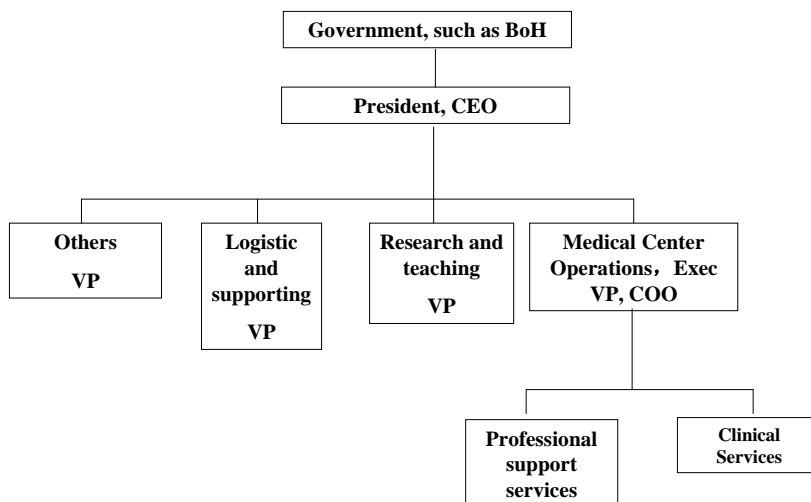 Government, such as BoH
President, CEO
Others
VP
Logistic
and
supporting
VP
Research and
teaching
VP
Medical Center
Operations，Exec
VP, COO
Professional
support
services
Clinical
Services